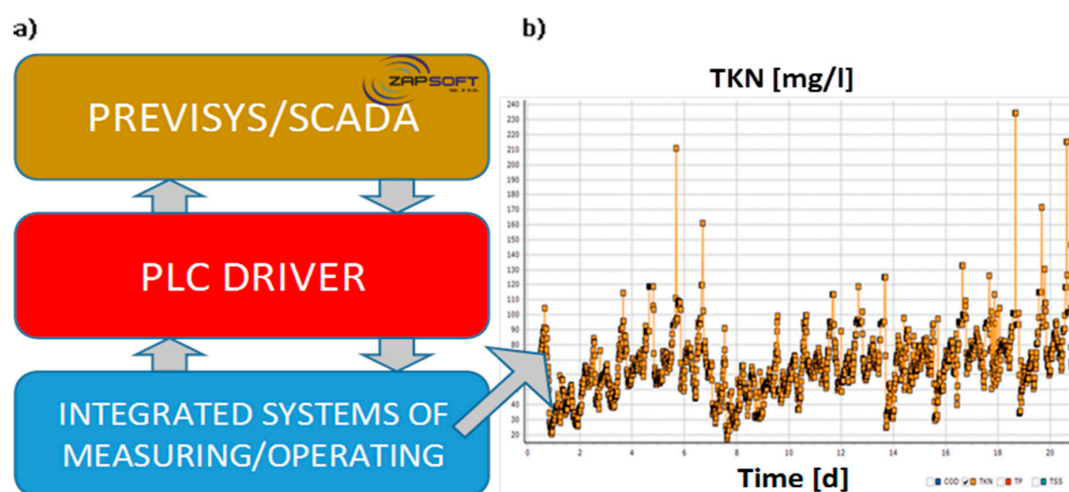 a)
ZAPSOFT
PREVISYS/SCADA
PLC DRIVER
INTEGRATED SYSTEMS OF
MEASURING/OPERATING
b)
TKN [mg/l]
240
230
220
210
200
190
180
170
160
150
140
130
120
110
100
90
80
70
60
50
40
30
20
0 2 4 6 8 10 12 14 16 18 20
Time [d]
COD TKN TP TSS